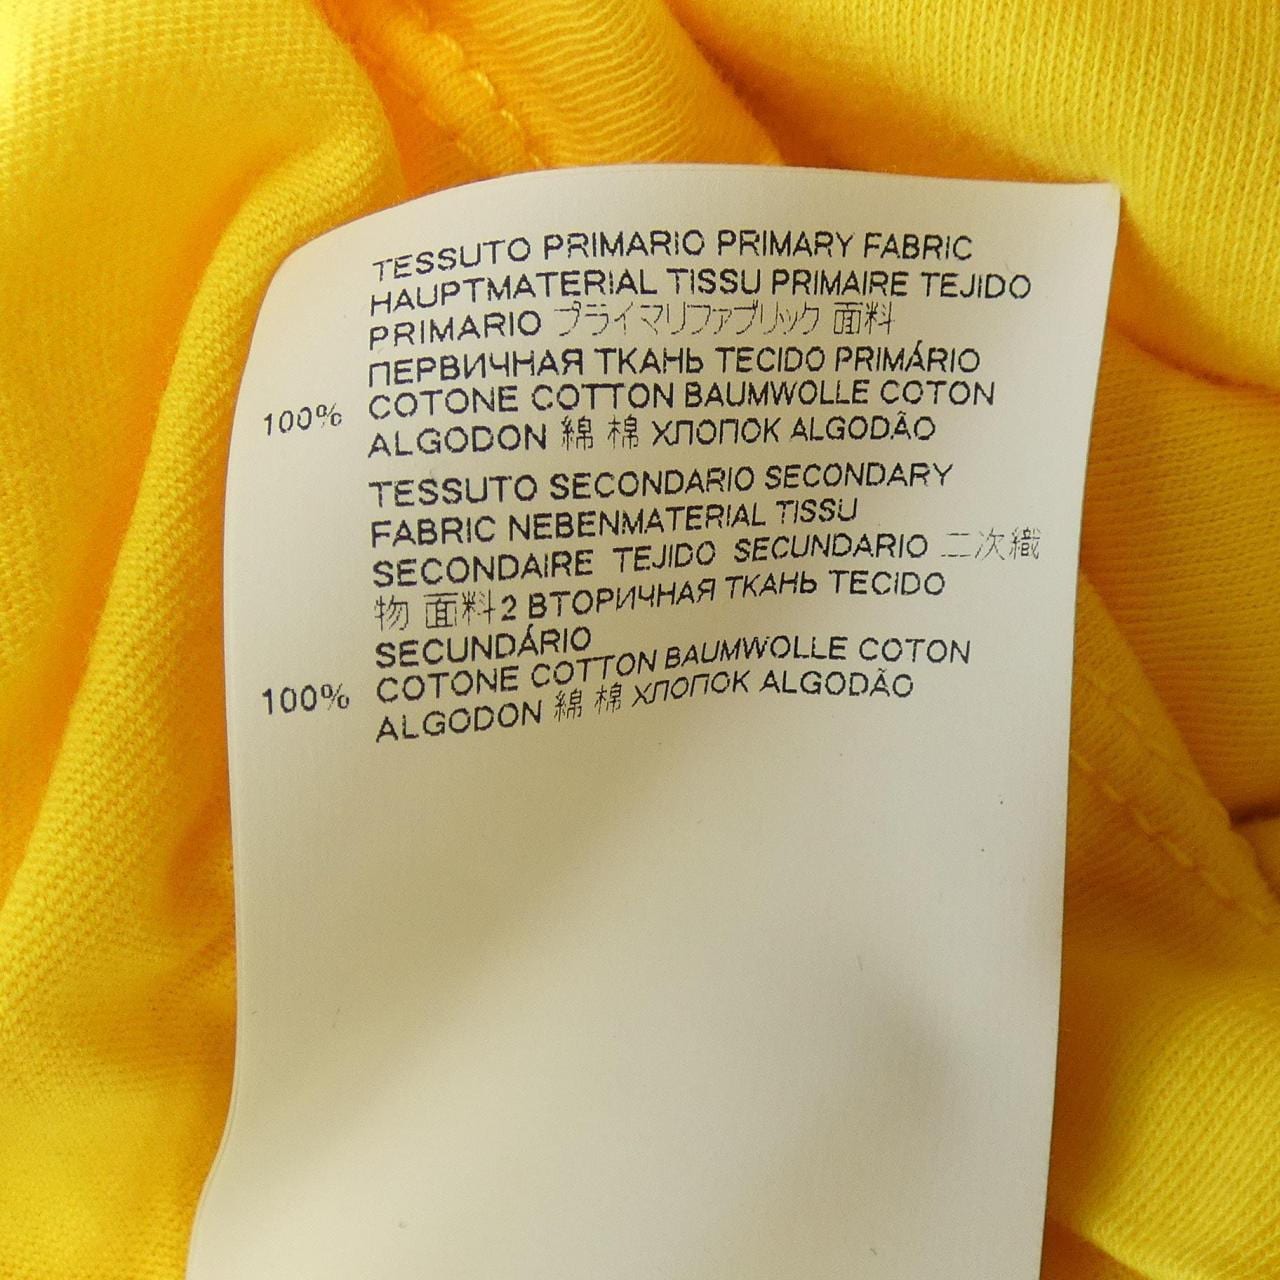 TESSUTO PRIMARIO PRIMARY FABRIC
HAUPTMATERIAL TISSU PRIMAIRE TEJIDO
PRIMARIO プライマリファブリック 面料
ПЕРВИЧНАЯ ТКАНЬ TECIDO PRIMÁRIO
100% COTONE COTTON BAUMWOLLE COTON
ALGODON 綿 棉 ХЛОПОК ALGODÃO
TESSUTO SECONDARIO SECONDARY
FABRIC NEBENMATERIAL TISSU
SECONDAIRE TEJIDO SECUNDARIO 二次織
物 面料2 ВТОРИЧНАЯ ТКАНЬ TECIDO
SECUNDÁRIO
100% COTONE COTTON BAUMWOLLE COTON
ALGODON 綿 棉 ХЛОПОК ALGODÃO